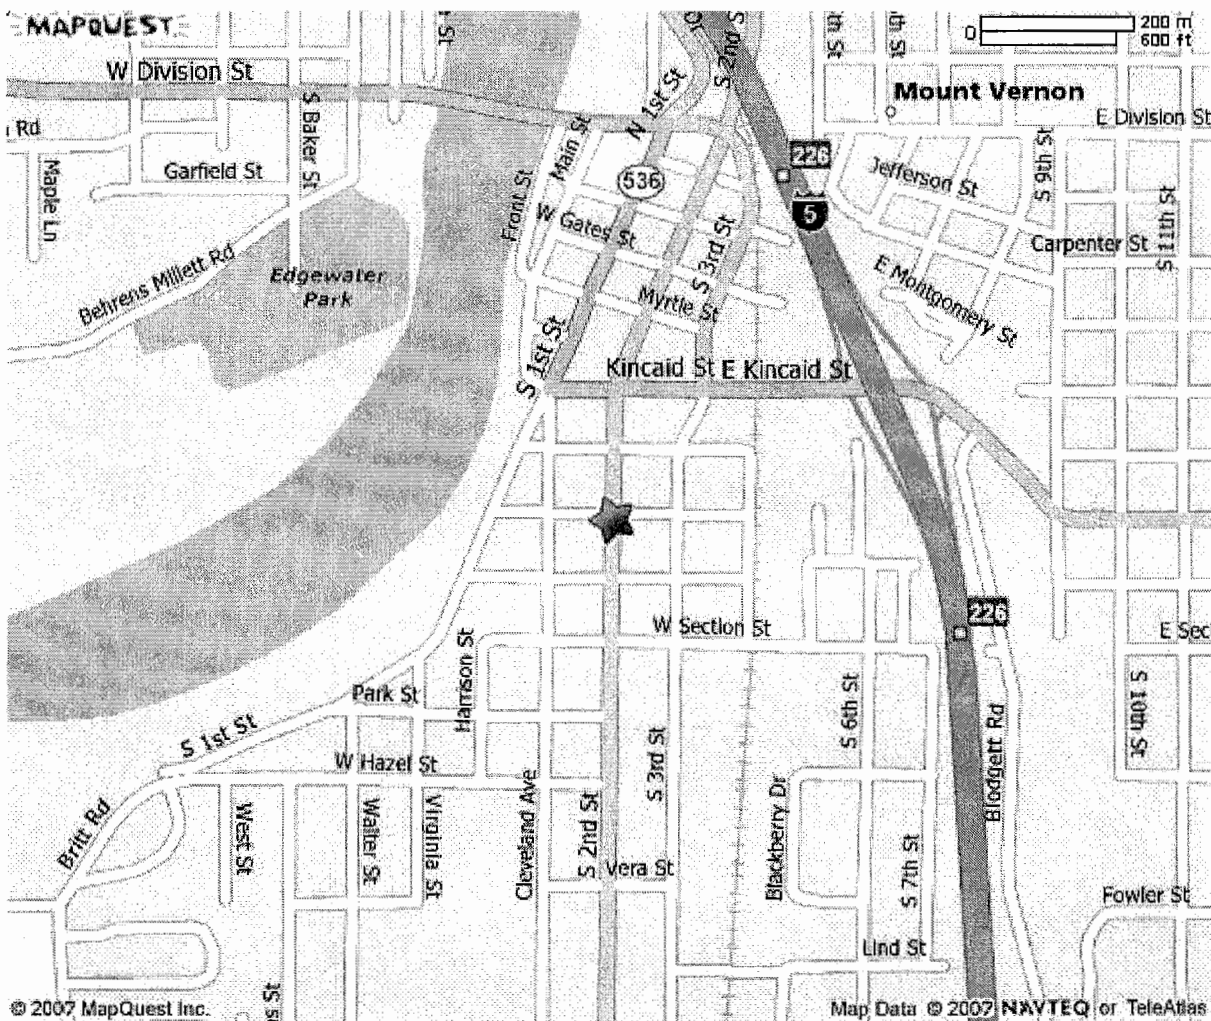 MAPQUEST
200 m
0
600 ft
St
S 2nd S
th St
th St
W Division St
N 1st St
Mount Vernon
E Division St
Rd
S Baker St
Main St
226
Maple Ln
Garfield St
536
Jefferson St
S 9th St
Front St
5
W Gates St
S 3rd St
Carpenter St
S 11th St
Behrens Millett Rd
Edgewater
Park
E Montgomery St
Myrtle St
S 1st St
Kincaid St
E Kincaid St
226
W Section St
E Sec
Harrison St
Park St
S 1st St
S 6th St
S 10th St
W Hazel St
S 3rd St
Blodgett Rd
Britt Rd
West St
Walter St
Virginia St
Cleveland Ave
S 2nd St
Blackberry Dr
Vera St
S 7th St
Fowler St
Lind St
St
© 2007 MapQuest Inc.
Map Data © 2007 NAVTEQ or TeleAtlas